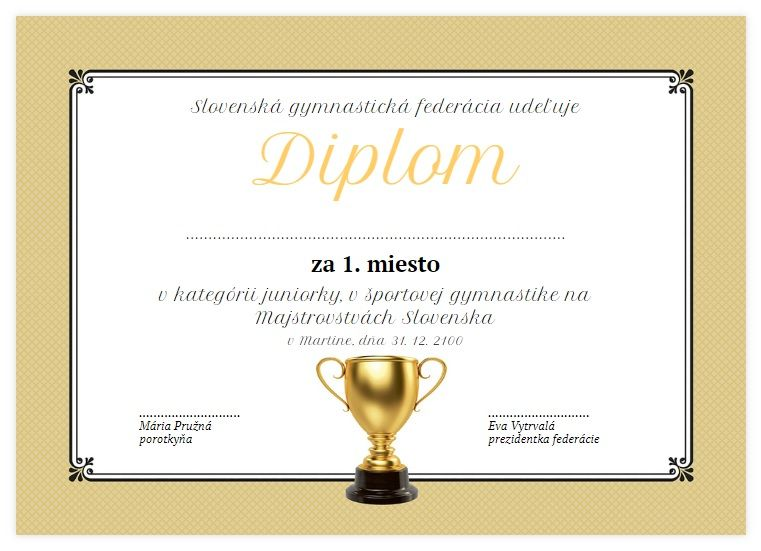 Slovenská gymnastická federácia udeľuje
Diplom
za 1. miesto
v kategórii juniorky, v športovej gymnastike na
Majstrovstvách Slovenska
v Martine, dňa 31. 12. 2100
Mária Pružná
porotkyňa
Eva Vytrvalá
prezidentka federácie